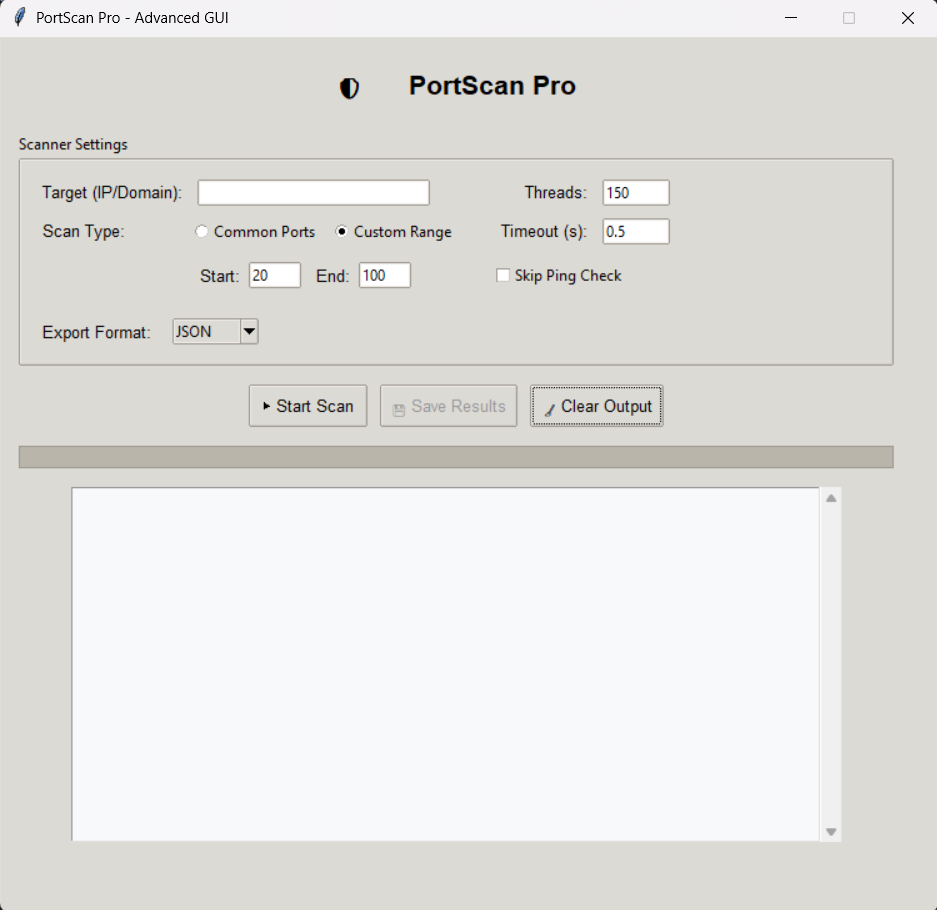 PortScan Pro - Advanced GUI
PortScan Pro
Scanner Settings
Target (IP/Domain): Threads: 150
Scan Type: Common Ports Custom Range Timeout (s): 0.5
Start: 20 End: 100 Skip Ping Check
Export Format: JSON
Start Scan Save Results Clear Output